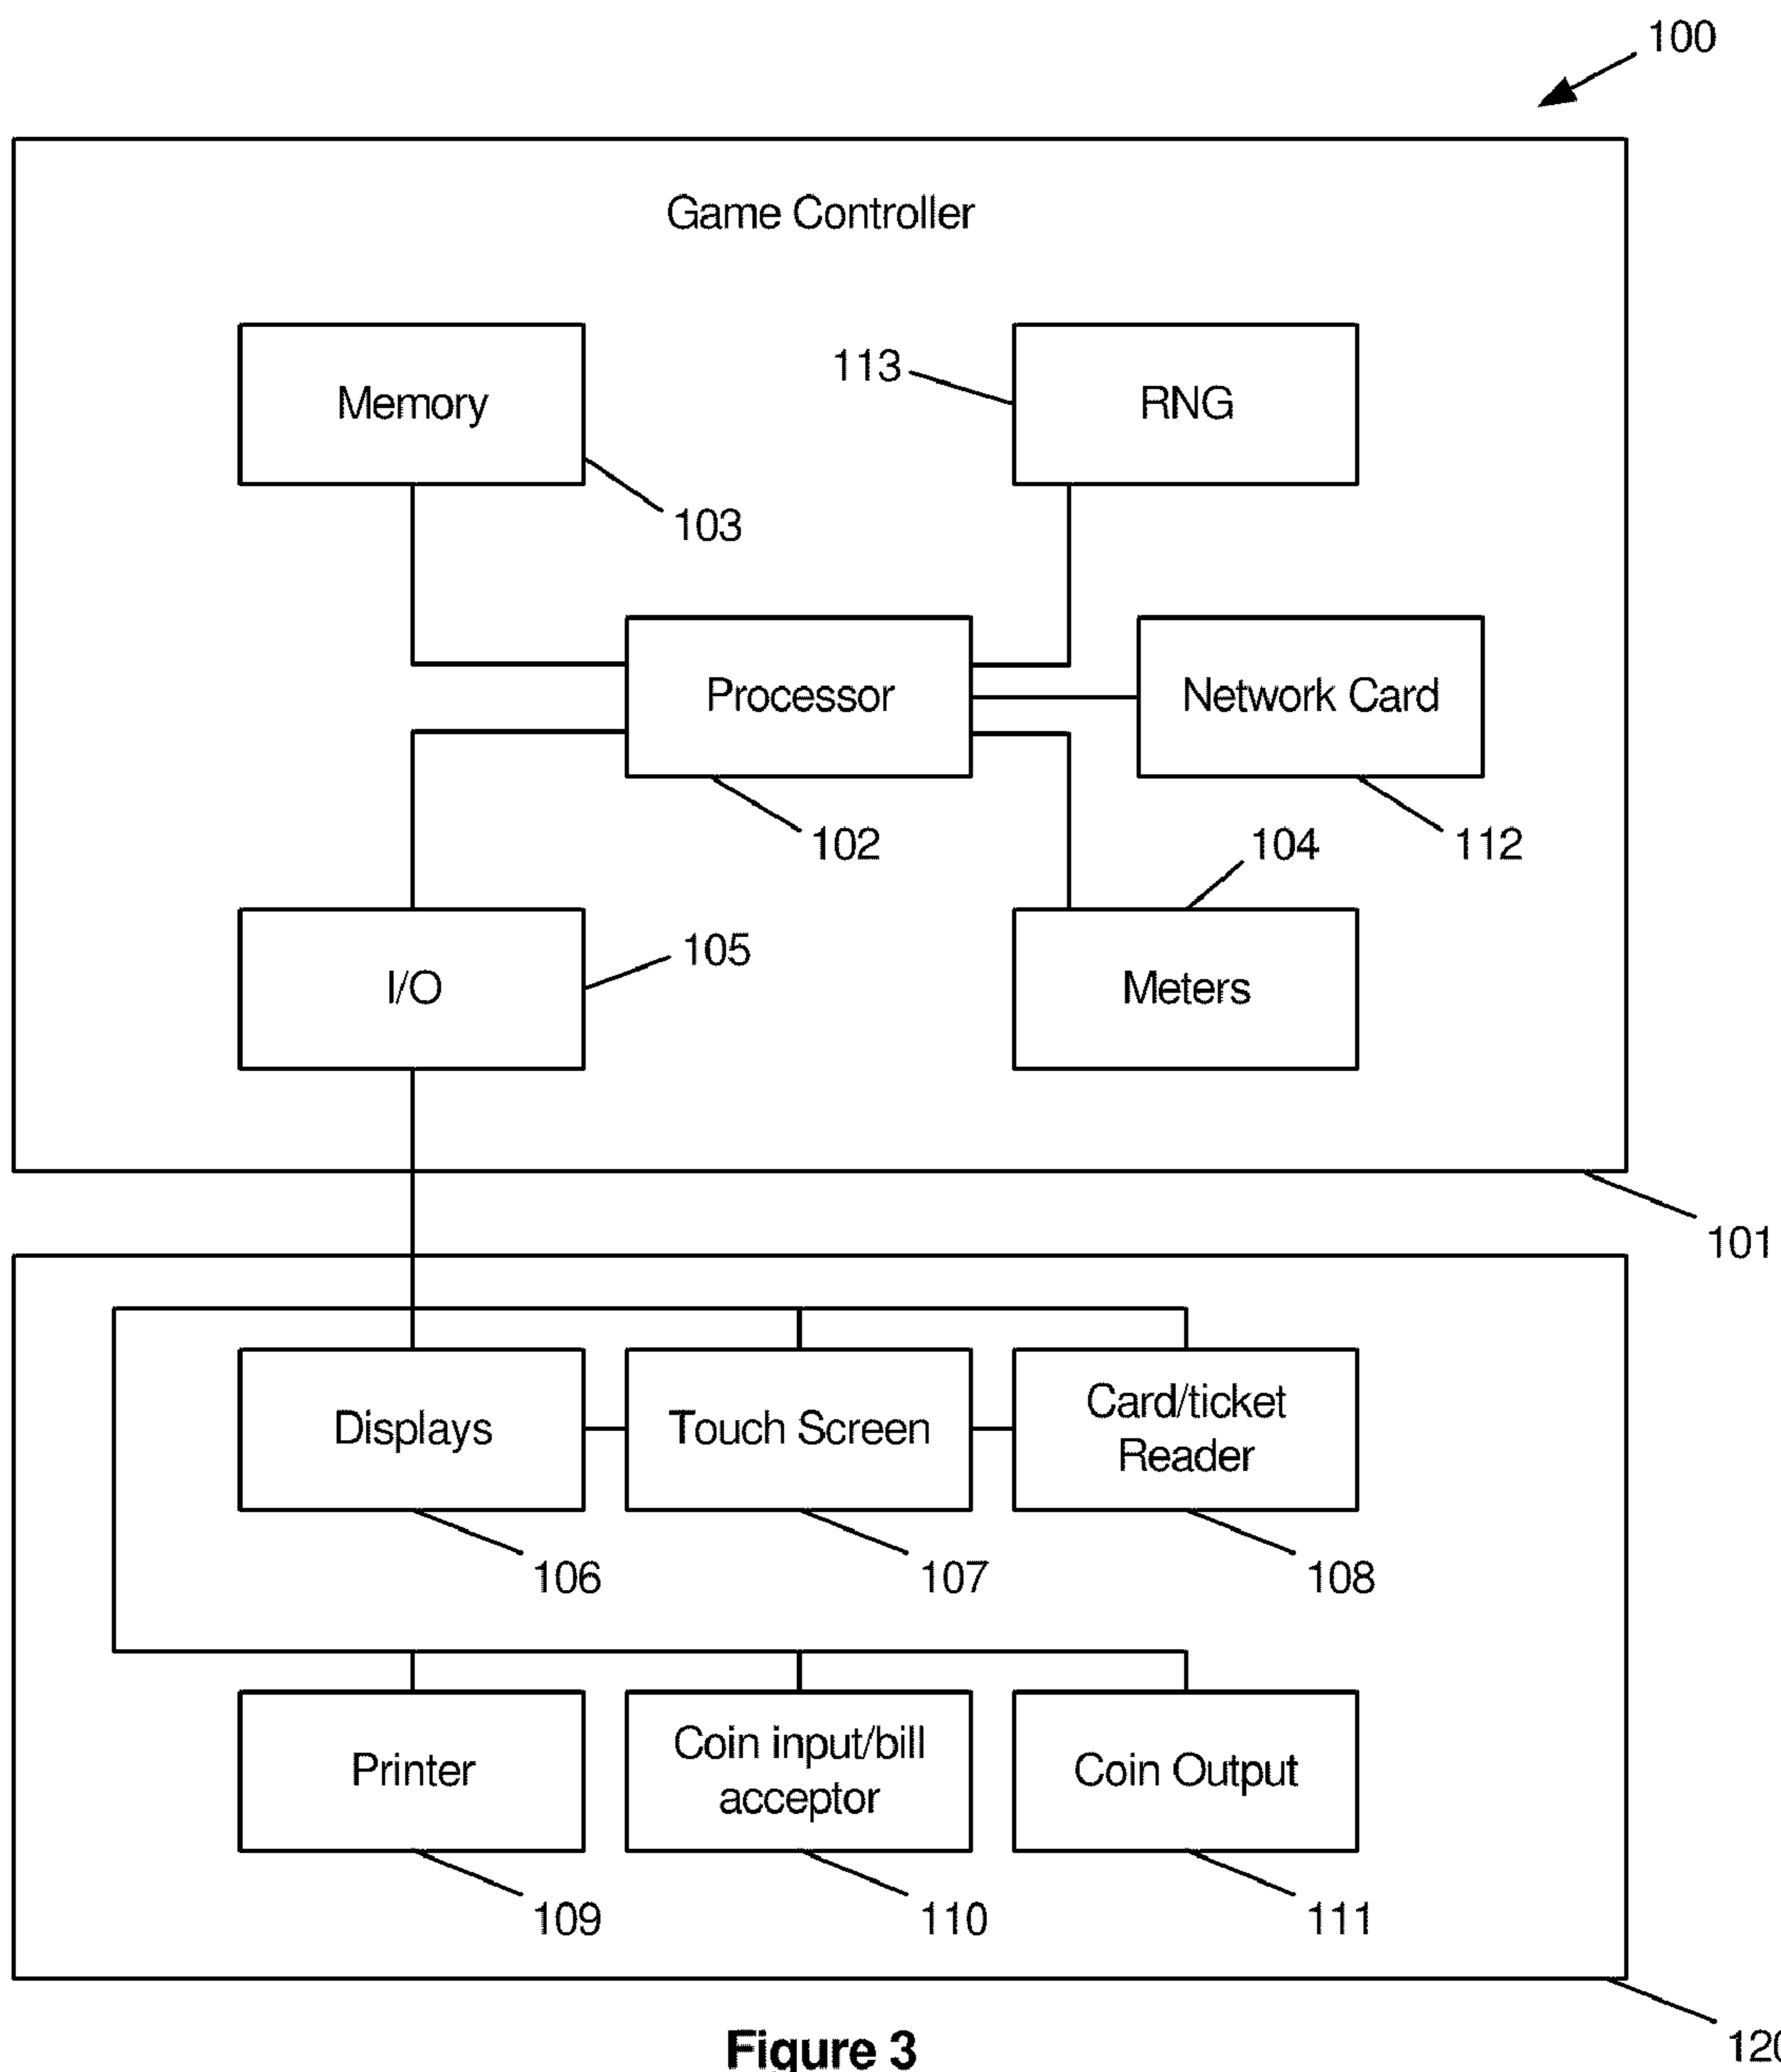 100
Game Controller
Memory
113
RNG
103
Processor
Network Card
102
104
112
I/O
105
Meters
101
Displays
Touch Screen
Card/ticket
Reader
106
107
108
Printer
Coin input/bill
acceptor
Coin Output
109
110
111
120
Figure 3